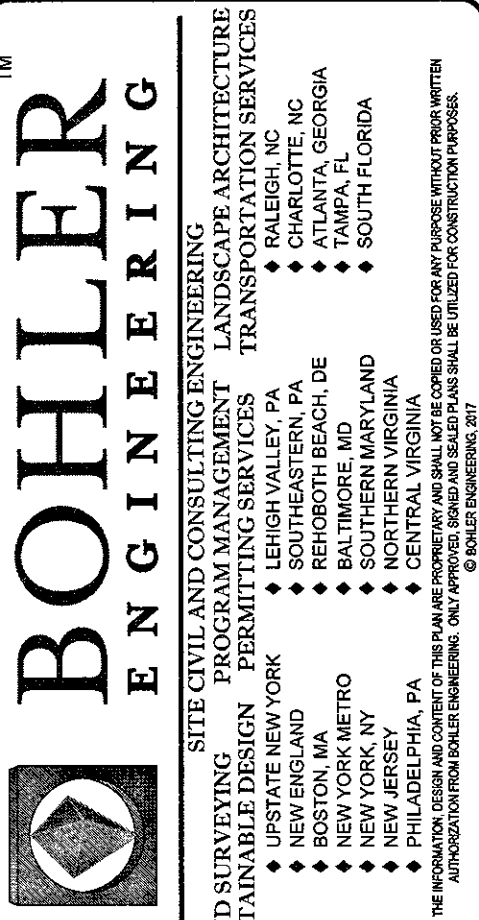 BOHLER™
ENGINEERING
SITE CIVIL AND CONSULTING ENGINEERING
D SURVEYING PROGRAM MANAGEMENT LANDSCAPE ARCHITECTURE
TAINABLE DESIGN PERMITTING SERVICES TRANSPORTATION SERVICES
♦ UPSTATE NEW YORK
♦ NEW ENGLAND
♦ BOSTON, MA
♦ NEW YORK METRO
♦ NEW YORK, NY
♦ NEW JERSEY
♦ PHILADELPHIA, PA
♦ LEHIGH VALLEY, PA
♦ SOUTHEASTERN, PA
♦ REHOBOTH BEACH, DE
♦ BALTIMORE, MD
♦ SOUTHERN MARYLAND
♦ NORTHERN VIRGINIA
♦ CENTRAL VIRGINIA
♦ RALEIGH, NC
♦ CHARLOTTE, NC
♦ ATLANTA, GEORGIA
♦ TAMPA, FL
♦ SOUTH FLORIDA
THE INFORMATION, DESIGN AND CONTENT OF THIS PLAN ARE PROPRIETARY AND SHALL NOT BE COPIED OR USED FOR ANY PURPOSE WITHOUT PRIOR WRITTEN
AUTHORIZATION FROM BOHLER ENGINEERING. ONLY APPROVED, SIGNED AND SEALED PLANS SHALL BE UTILIZED FOR CONSTRUCTION PURPOSES.
© BOHLER ENGINEERING, 2017